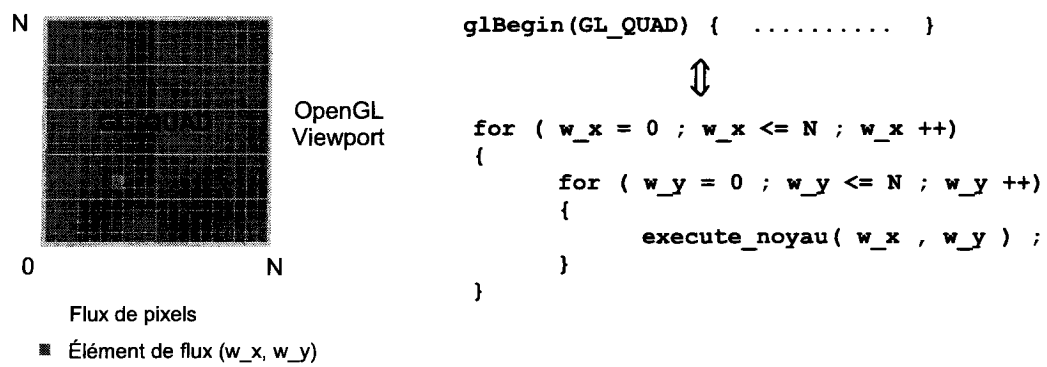 N
GL_QUAD
OpenGL
Viewport
0
N
Flux de pixels
Élément de flux (w_x, w_y)
glBegin(GL_QUAD) { .......... }
⇕
for ( w_x = 0 ; w_x <= N ; w_x ++)
{
for ( w_y = 0 ; w_y <= N ; w_y ++)
{
execute_noyau( w_x , w_y ) ;
}
}